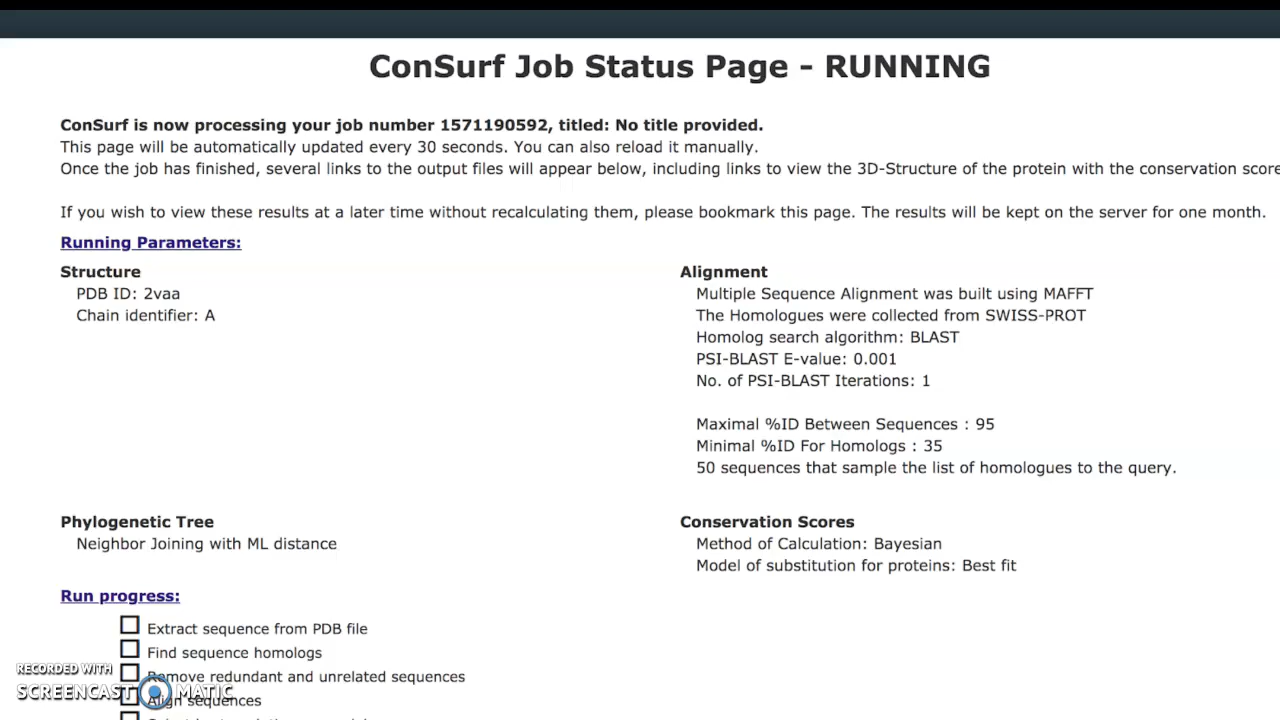 ConSurf Job Status Page - RUNNING
ConSurf is now processing your job number 1571190592, titled: No title provided.
This page will be automatically updated every 30 seconds. You can also reload it manually.
Once the job has finished, several links to the output files will appear below, including links to view the 3D-Structure of the protein with the conservation score
If you wish to view these results at a later time without recalculating them, please bookmark this page. The results will be kept on the server for one month.
Running Parameters:
Structure
PDB ID: 2vaa
Chain identifier: A
Alignment
Multiple Sequence Alignment was built using MAFFT
The Homologues were collected from SWISS-PROT
Homolog search algorithm: BLAST
PSI-BLAST E-value: 0.001
No. of PSI-BLAST Iterations: 1
Maximal %ID Between Sequences : 95
Minimal %ID For Homologs : 35
50 sequences that sample the list of homologues to the query.
Phylogenetic Tree
Neighbor Joining with ML distance
Conservation Scores
Method of Calculation: Bayesian
Model of substitution for proteins: Best fit
Run progress:
Extract sequence from PDB file
Find sequence homologs
Remove redundant and unrelated sequences
Align sequences
RECORDED WITH
SCREENCAST MATIC